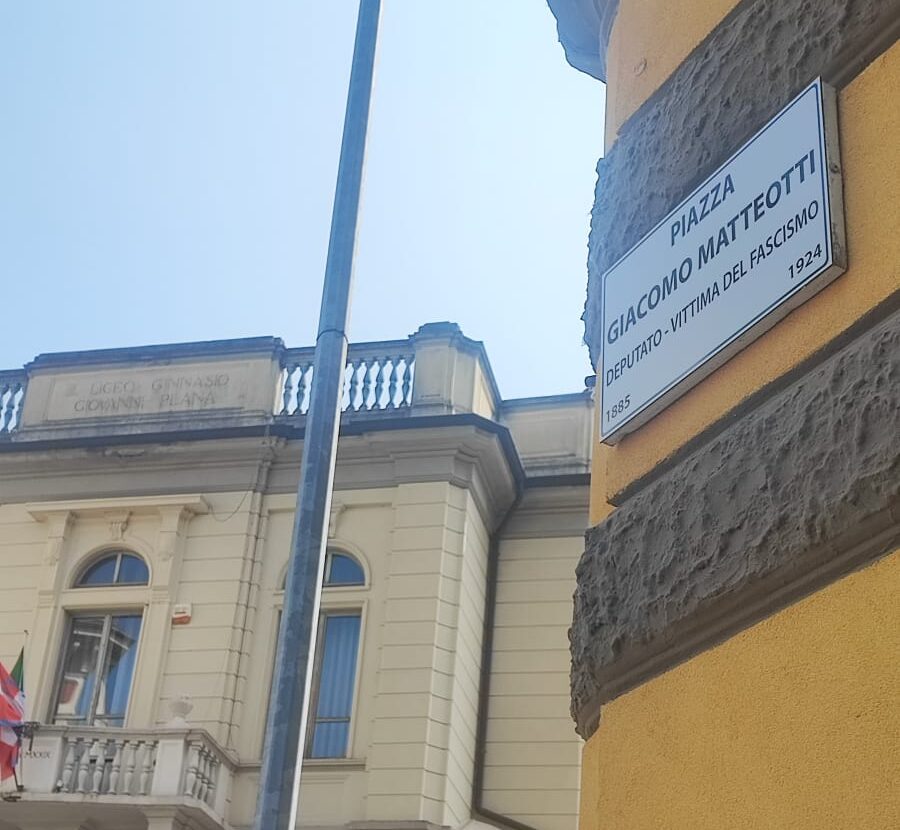 PIAZZA
GIACOMO MATTEOTTI
DEPUTATO - VITTIMA DEL FASCISMO
1885 1924
LICEO GINNASIO
GIOVANNI PLANA